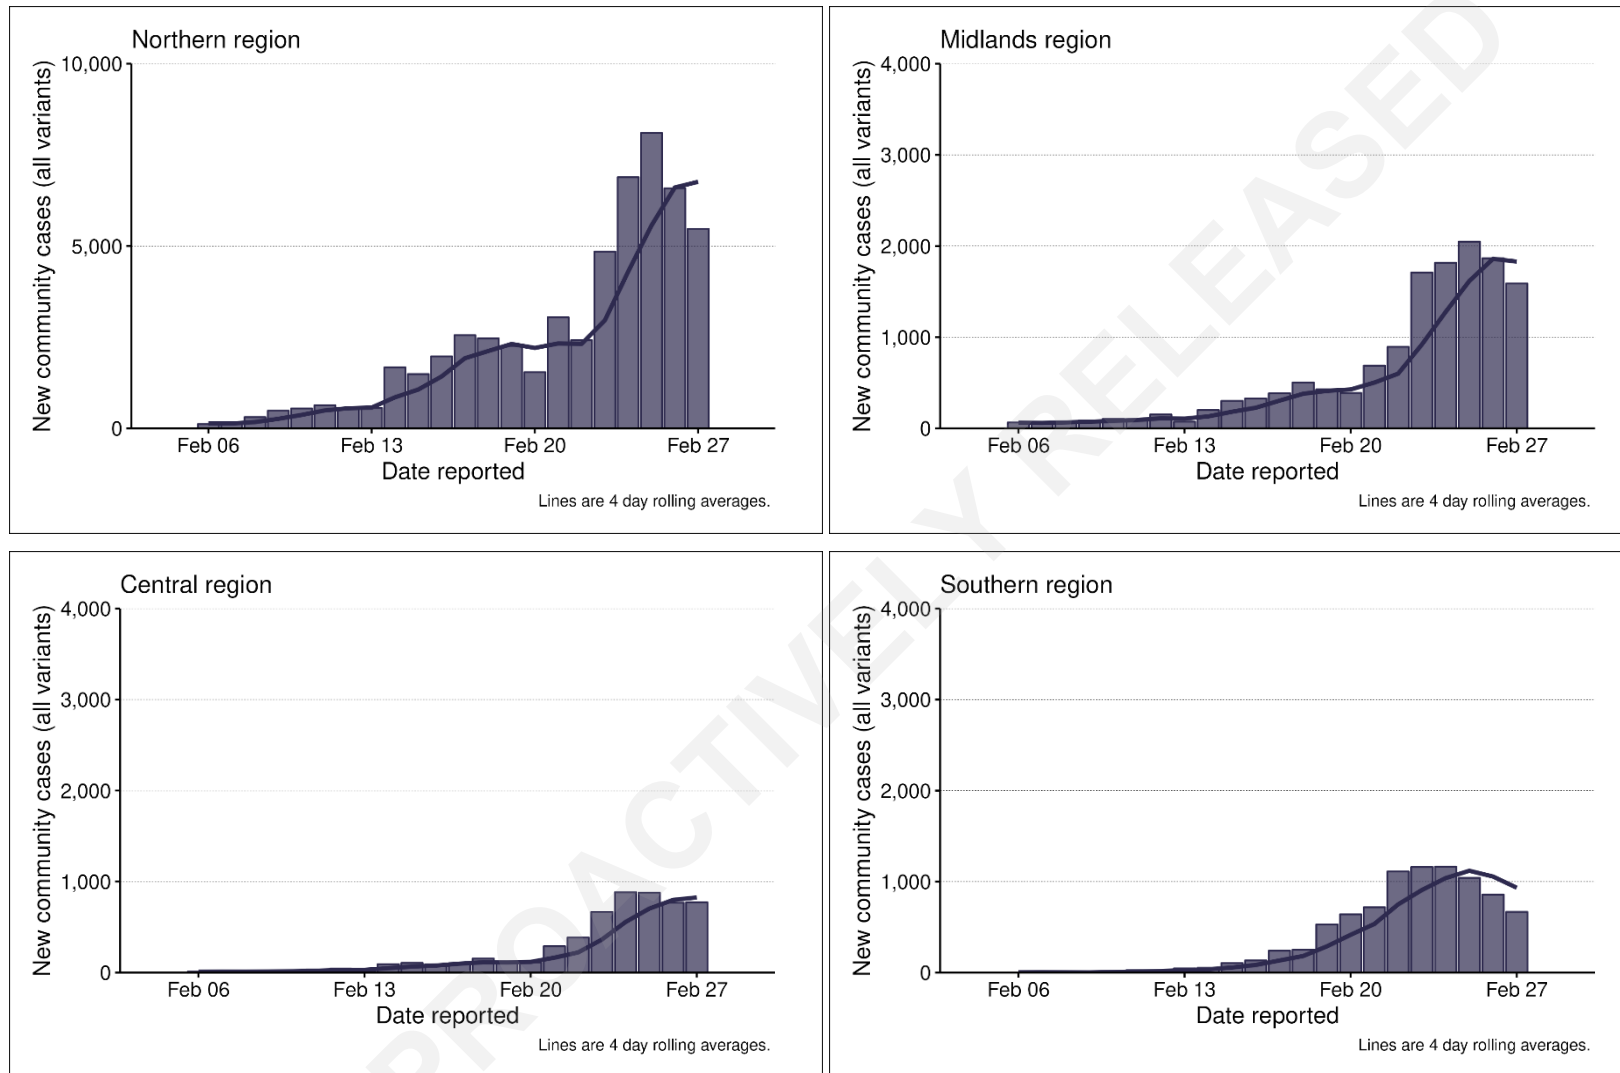 Northern region
New community cases (all variants)
10,000
5,000
0
Feb 06
Feb 13
Feb 20
Feb 27
Date reported
Lines are 4 day rolling averages.
Midlands region
New community cases (all variants)
4,000
3,000
2,000
1,000
0
Feb 06
Feb 13
Feb 20
Feb 27
Date reported
Lines are 4 day rolling averages.
Central region
New community cases (all variants)
4,000
3,000
2,000
1,000
0
Feb 06
Feb 13
Feb 20
Feb 27
Date reported
Lines are 4 day rolling averages.
Southern region
New community cases (all variants)
4,000
3,000
2,000
1,000
0
Feb 06
Feb 13
Feb 20
Feb 27
Date reported
Lines are 4 day rolling averages.
PROACTIVELY RELEASED